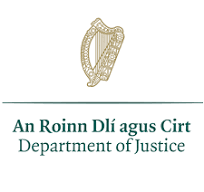 An Roinn Dlí agus Cirt
Department of Justice